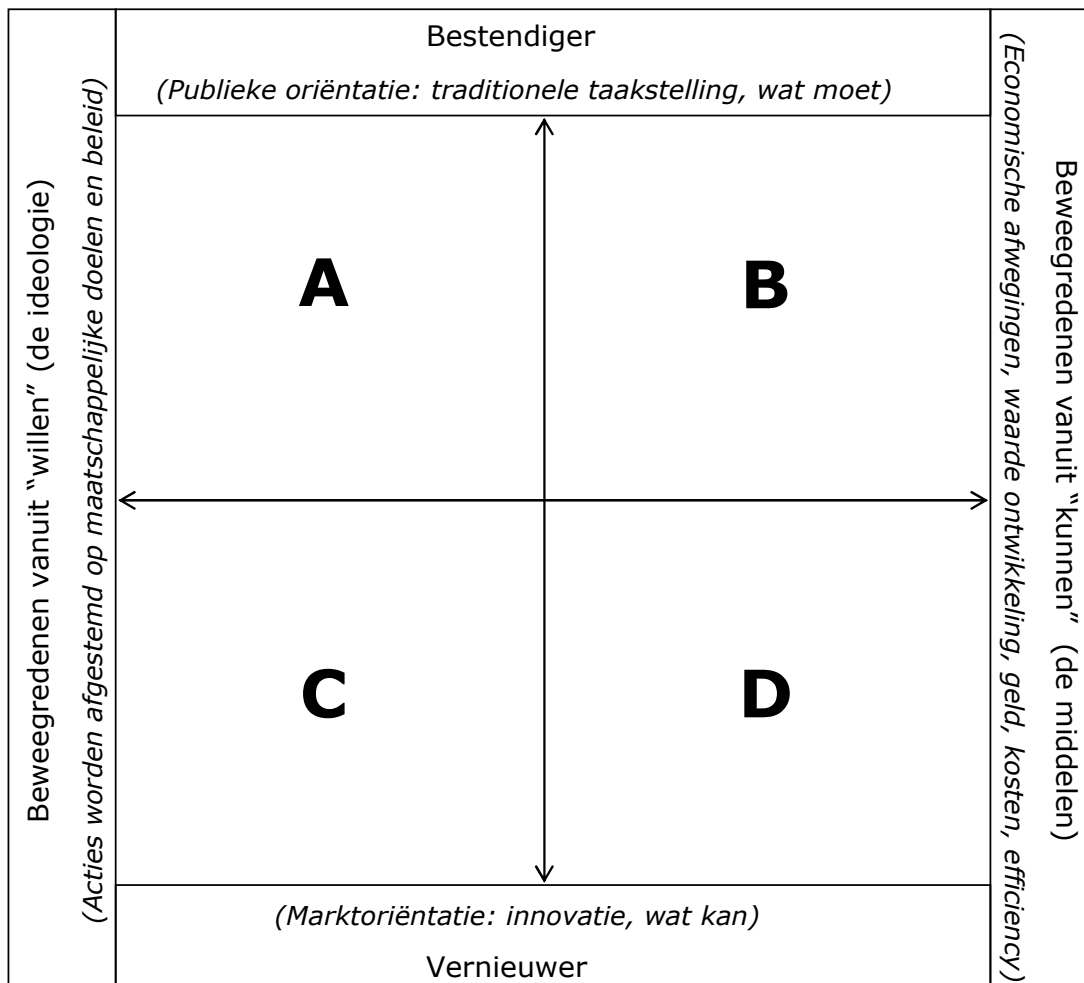 Bestendiger
(Publieke oriëntatie: traditionele taakstelling, wat moet)
Beweegredenen vanuit “willen” (de ideologie)
(Acties worden afgestemd op maatschappelijke doelen en beleid)
A
B
C
D
(Economische afwegingen, waarde ontwikkeling, geld, kosten, efficiency)
Beweegredenen vanuit “kunnen” (de middelen)
(Marktoriëntatie: innovatie, wat kan)
Vernieuwer